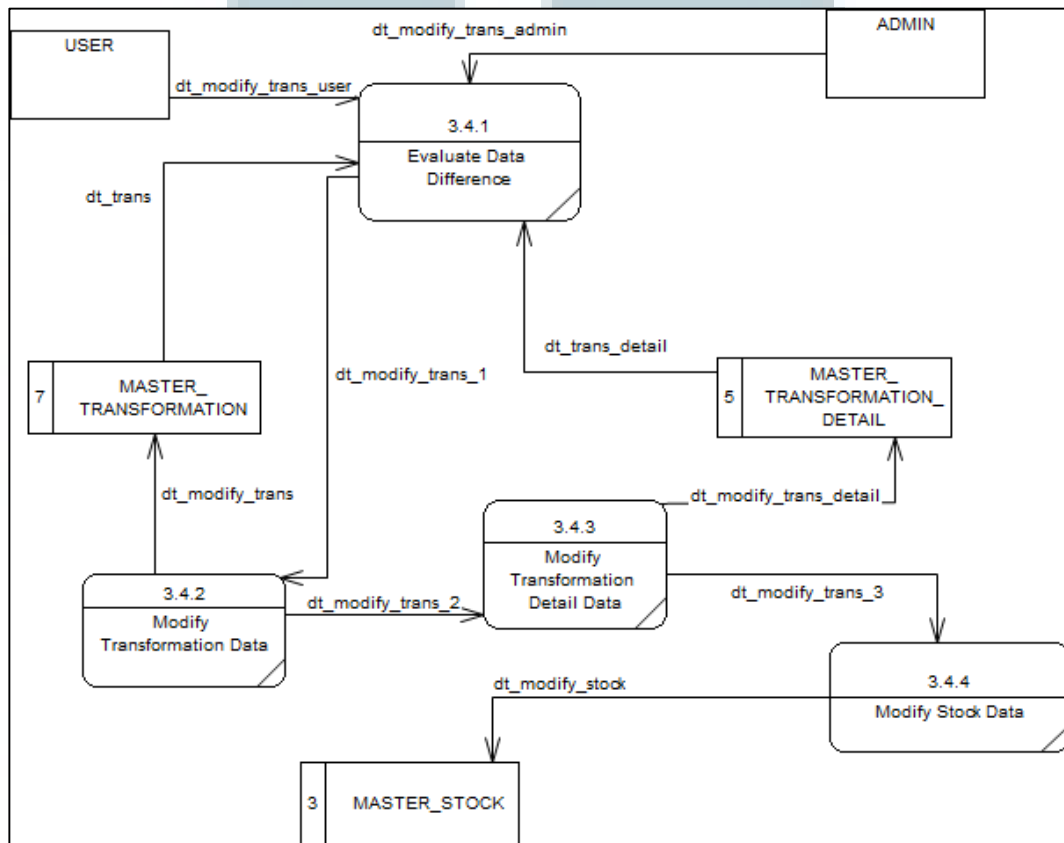 USER
dt_modify_trans_admin
ADMIN
dt_modify_trans_user
3.4.1
Evaluate Data
Difference
dt_trans
dt_trans_detail
dt_modify_trans_1
7
MASTER_
TRANSFORMATION
5
MASTER_
TRANSFORMATION_
DETAIL
dt_modify_trans
dt_modify_trans_detail
3.4.3
Modify
Transformation
Detail Data
3.4.2
Modify
Transformation Data
dt_modify_trans_2
dt_modify_trans_3
3.4.4
Modify Stock Data
dt_modify_stock
3
MASTER_STOCK